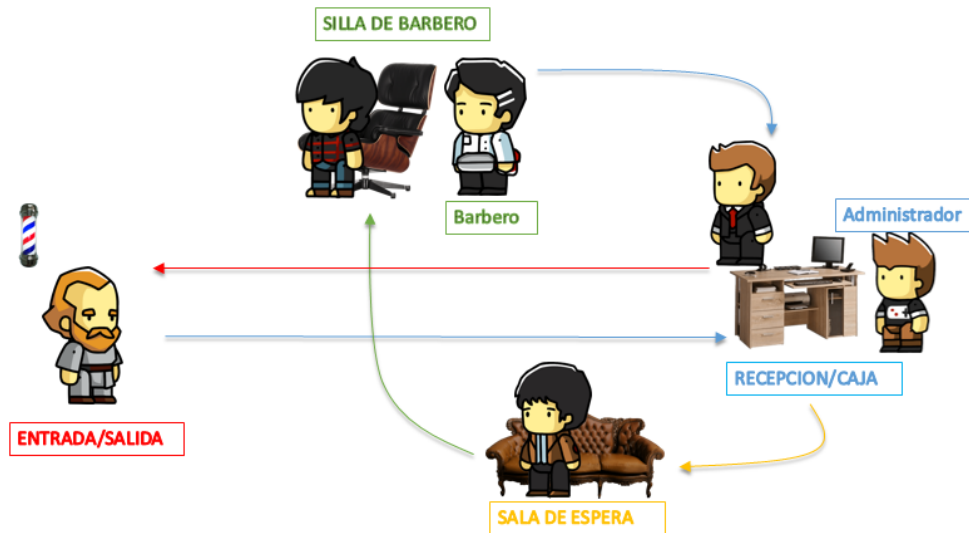 SILLA DE BARBERO
Barbero
Administrador
RECEPCION/CAJA
ENTRADA/SALIDA
SALA DE ESPERA